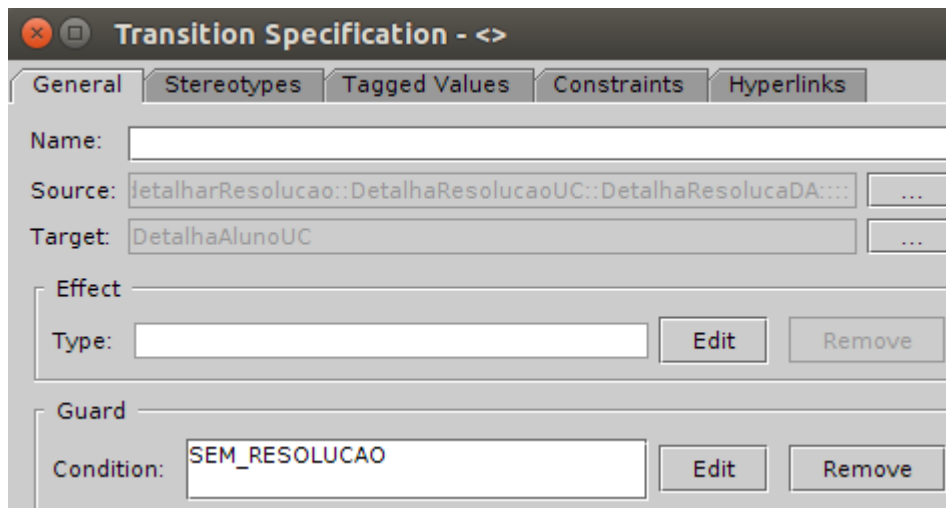 Transition Specification - <>
General Stereotypes Tagged Values Constraints Hyperlinks
Name:
Source: detalharResolucao::DetalhaResolucaoUC::DetalhaResolucaDA:::: ...
Target: DetalhaAlunoUC ...
Effect
Type: Edit Remove
Guard
Condition: SEM_RESOLUCAO Edit Remove